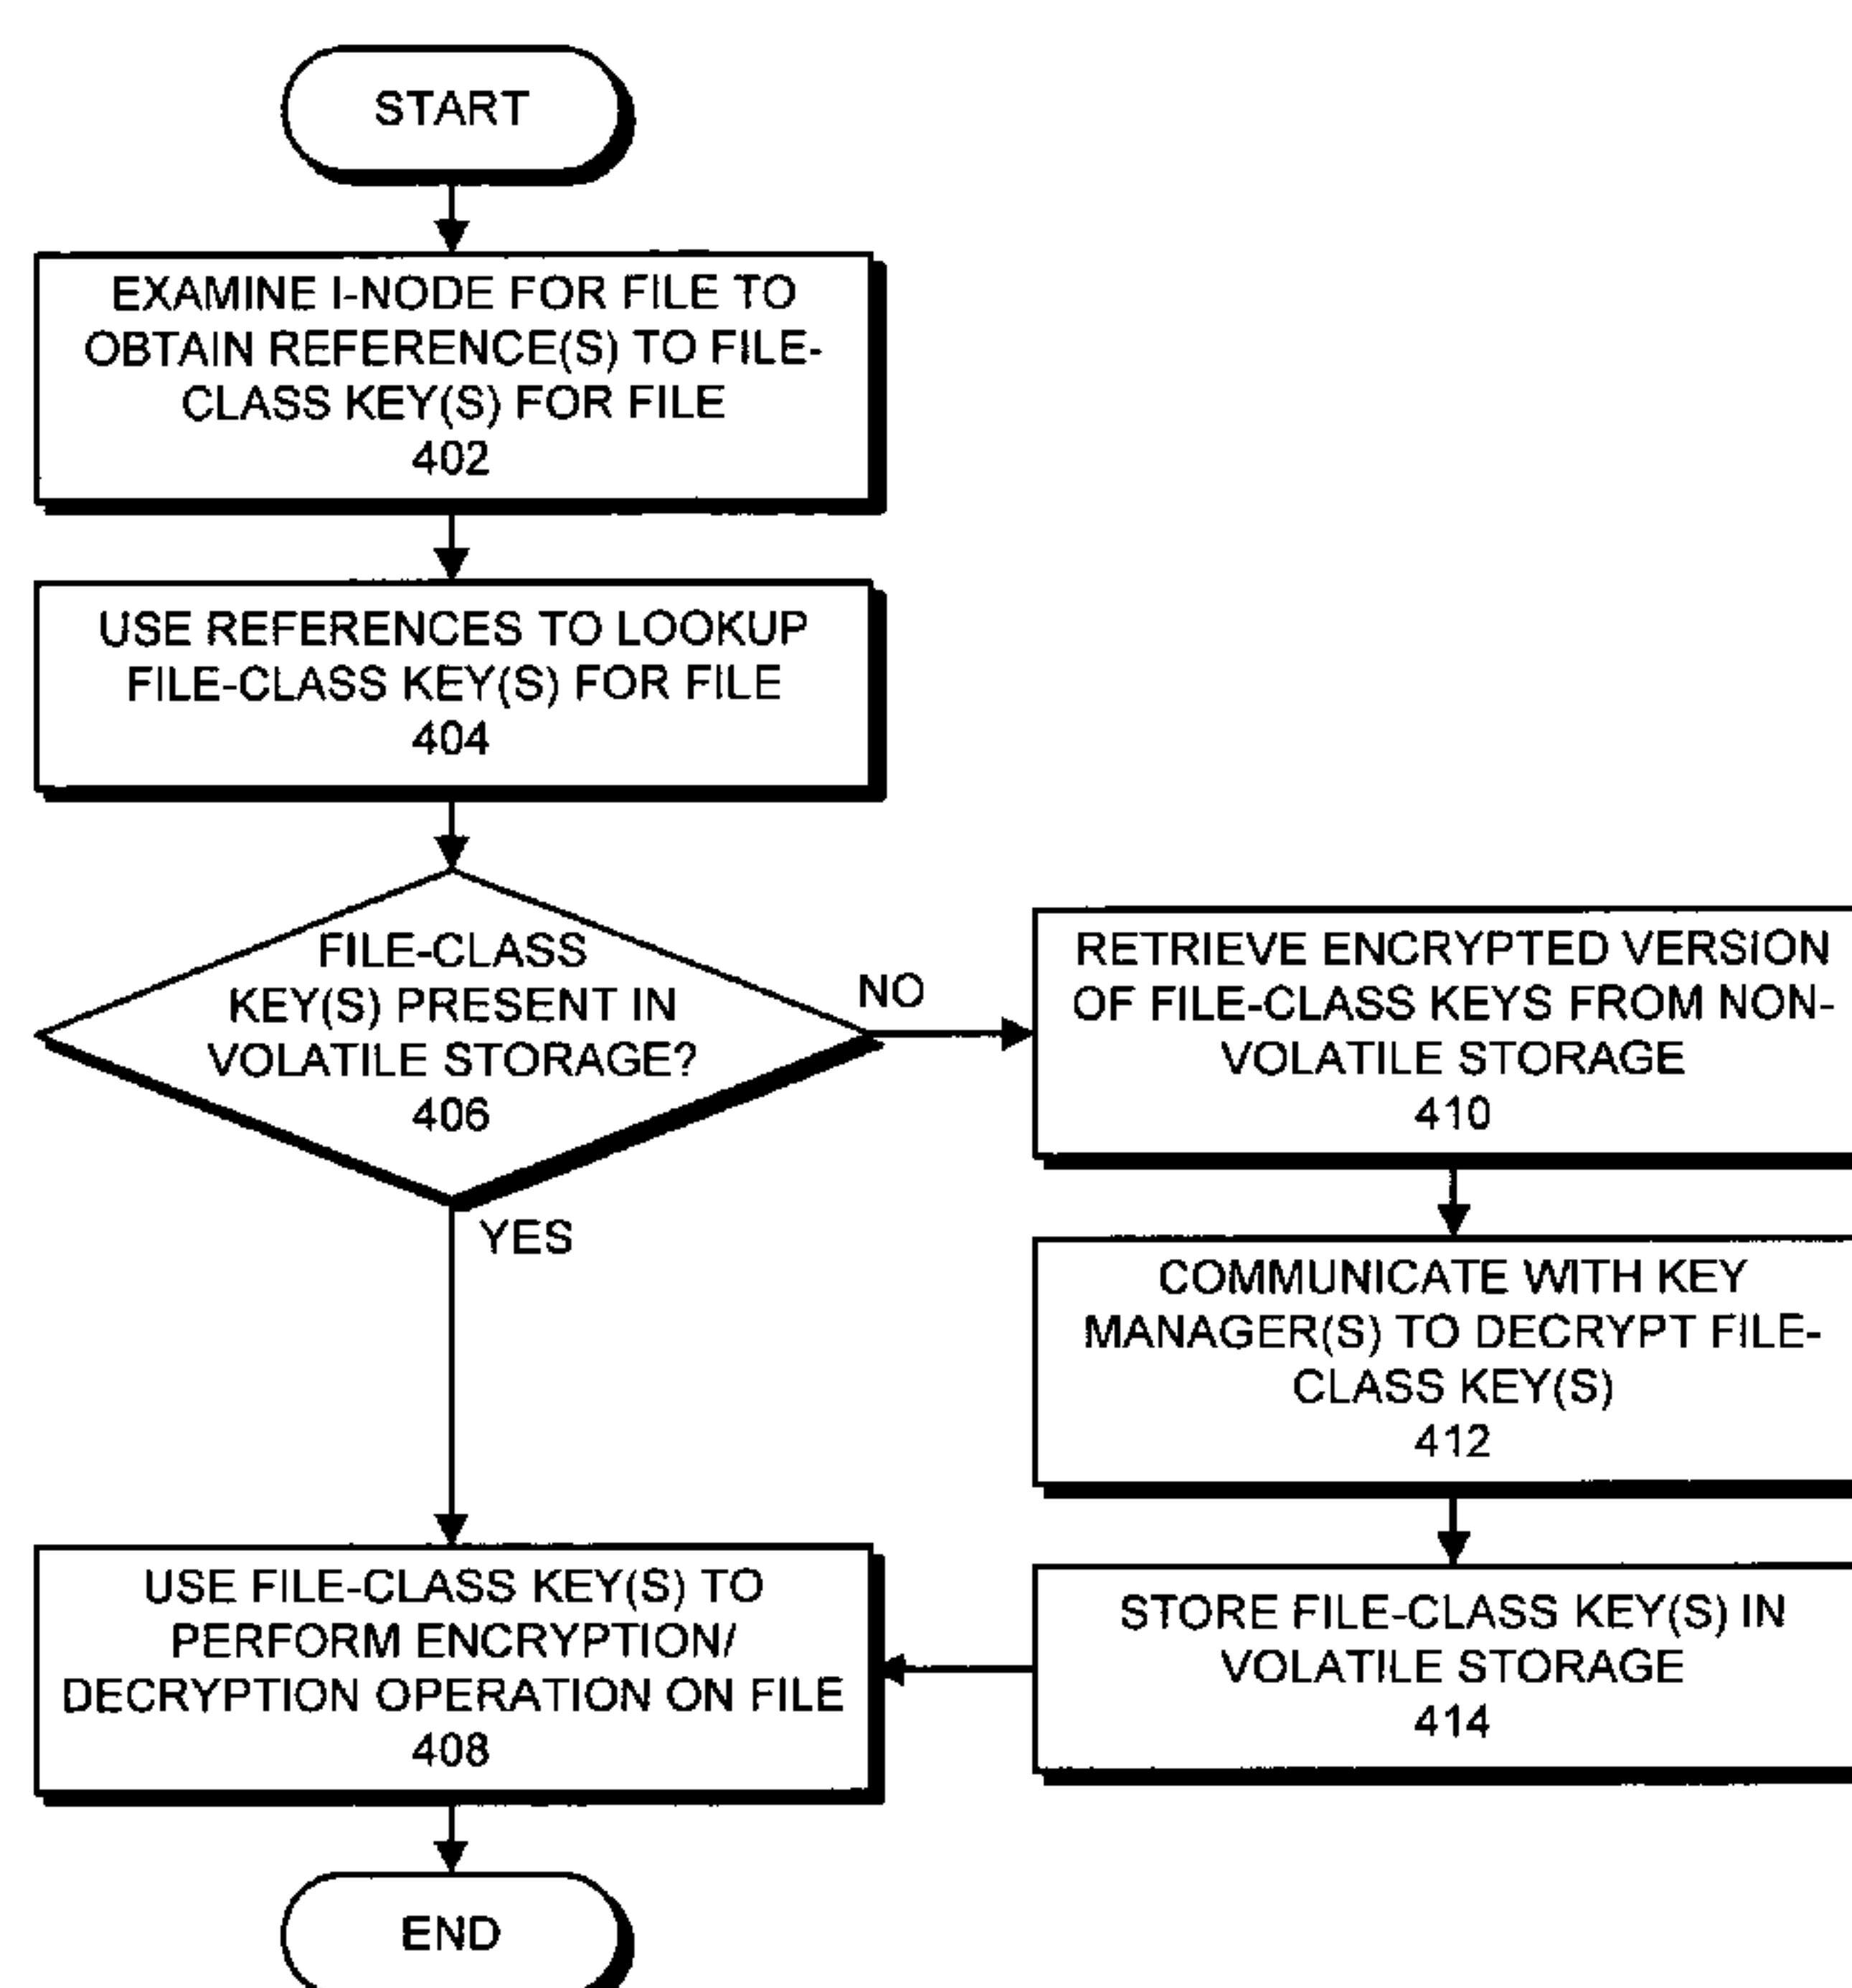 START
EXAMINE I-NODE FOR FILE TO
OBTAIN REFERENCE(S) TO FILE-
CLASS KEY(S) FOR FILE
402
USE REFERENCES TO LOOKUP
FILE-CLASS KEY(S) FOR FILE
404
FILE-CLASS
KEY(S) PRESENT IN
VOLATILE STORAGE?
406
NO
YES
RETRIEVE ENCRYPTED VERSION
OF FILE-CLASS KEYS FROM NON-
VOLATILE STORAGE
410
COMMUNICATE WITH KEY
MANAGER(S) TO DECRYPT FILE-
CLASS KEY(S)
412
STORE FILE-CLASS KEY(S) IN
VOLATILE STORAGE
414
USE FILE-CLASS KEY(S) TO
PERFORM ENCRYPTION/
DECRYPTION OPERATION ON FILE
408
END